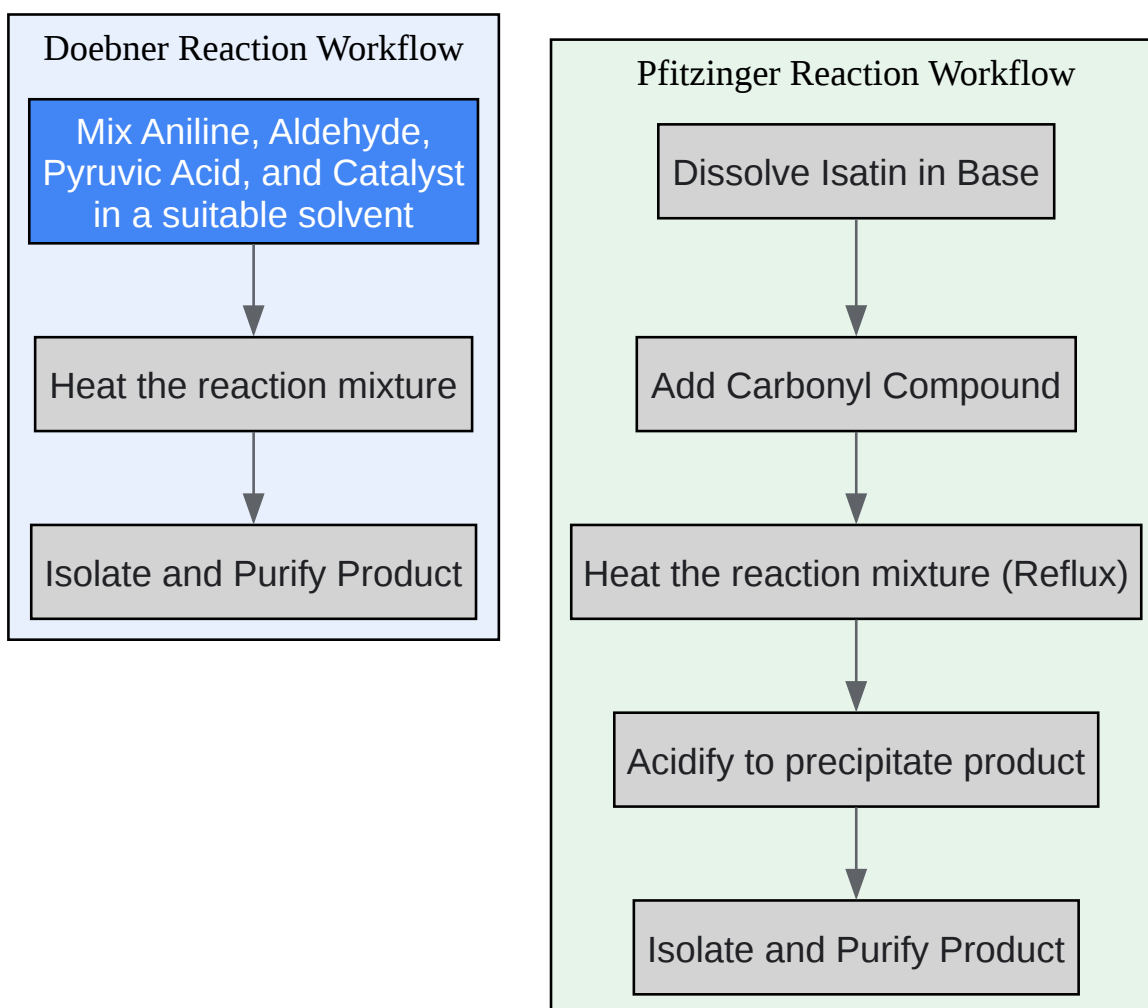 Doebner Reaction Workflow
Mix Aniline, Aldehyde,
Pyruvic Acid, and Catalyst
in a suitable solvent
Heat the reaction mixture
Isolate and Purify Product
Pfitzinger Reaction Workflow
Dissolve Isatin in Base
Add Carbonyl Compound
Heat the reaction mixture (Reflux)
Acidify to precipitate product
Isolate and Purify Product